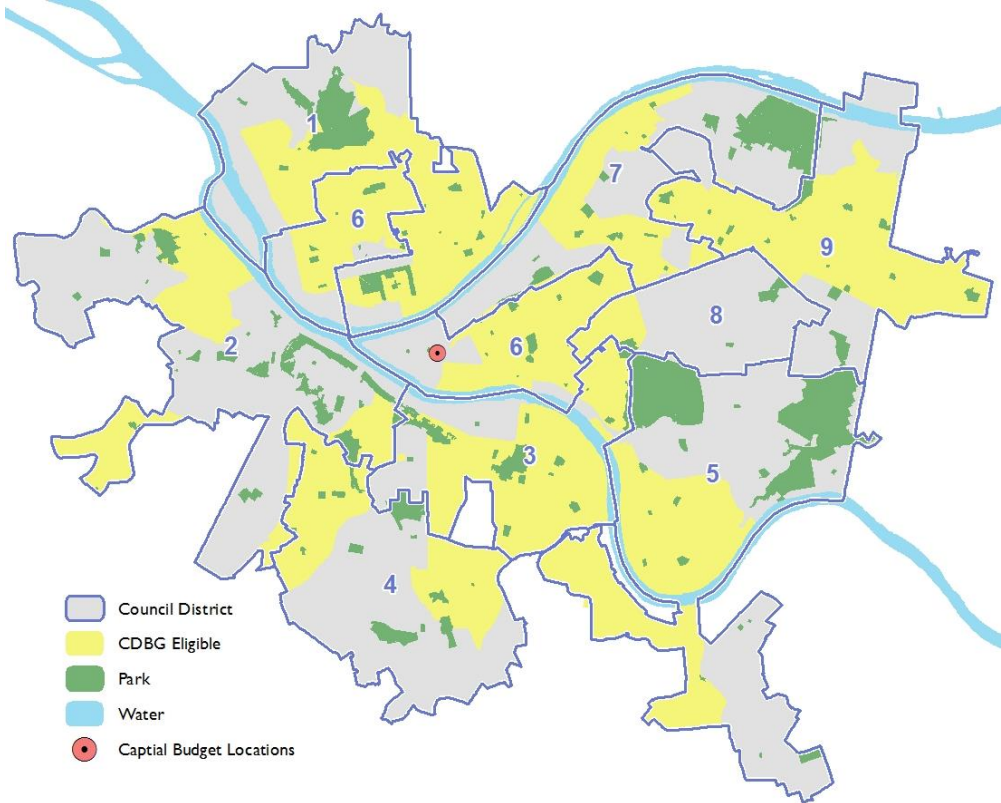 1
7
6
9
8
2
6
3
5
4
Council District
CDBG Eligible
Park
Water
Captial Budget Locations